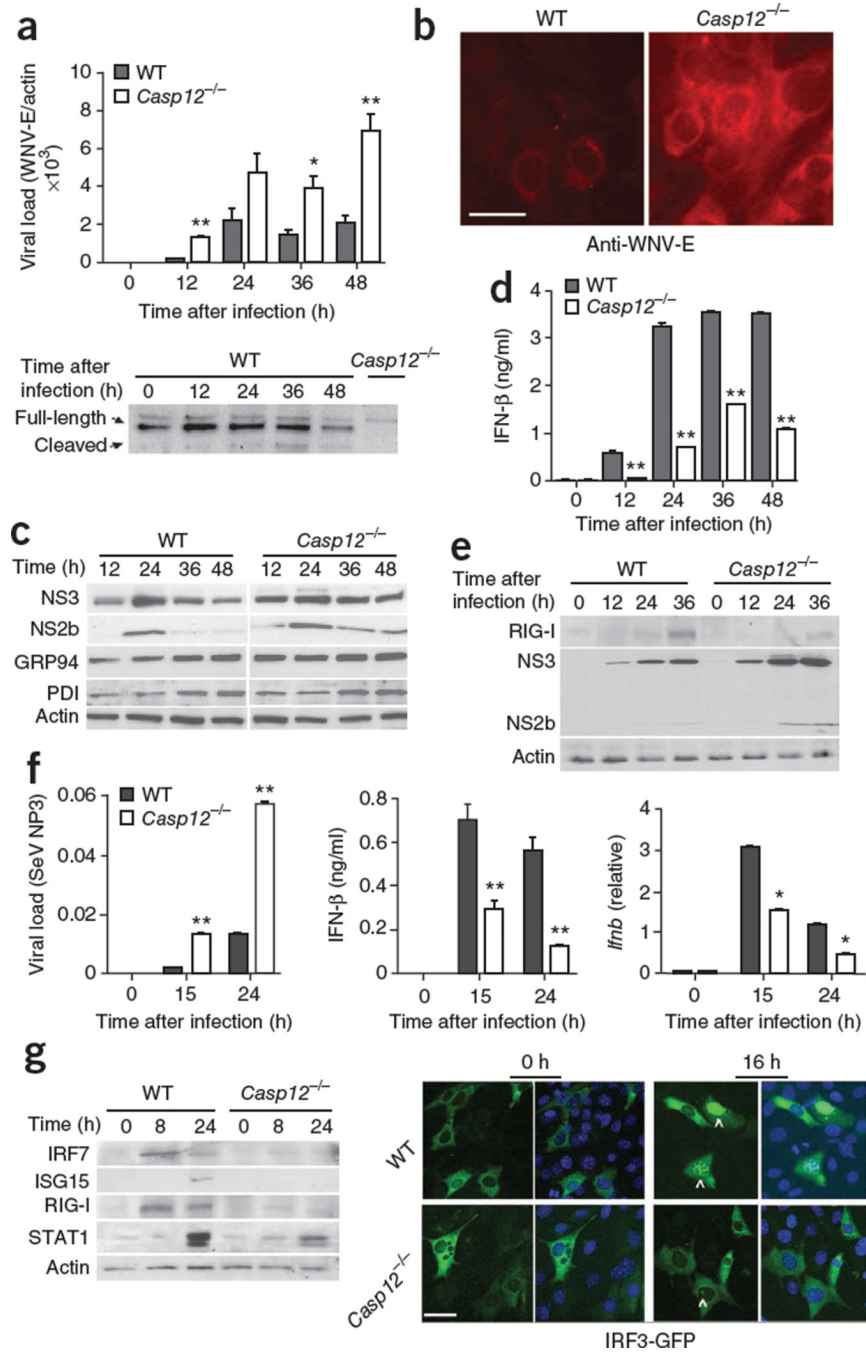 a
WT
Casp12–/–
Viral load (WNV-E/actin
×10³
10
8
6
4
2
0
** * **
0 12 24 36 48
Time after infection (h)
Time after
infection (h)
WT
Casp12–/–
0 12 24 36 48
Full-length
Cleaved
b
WT Casp12–/–
Anti-WNV-E
d
WT
Casp12–/–
IFN-β (ng/ml)
4
3
2
1
0
** ** ** **
0 12 24 36 48
Time after infection (h)
c
WT Casp12–/–
Time (h) 12 24 36 48 12 24 36 48
NS3
NS2b
GRP94
PDI
Actin
e
Time after
infection (h)
WT Casp12–/–
0 12 24 36 0 12 24 36
RIG-I
NS3
NS2b
Actin
f
WT
Casp12–/–
Viral load (SeV NP3)
0.06
0.04
0.02
0
** **
0 15 24
Time after infection (h)
IFN-β (ng/ml)
0.8
0.6
0.4
0.2
0
** **
0 15 24
Time after infection (h)
Ifnb (relative)
4
3
2
1
0
* *
0 15 24
Time after infection (h)
g
WT Casp12–/–
Time (h) 0 8 24 0 8 24
IRF7
ISG15
RIG-I
STAT1
Actin
0 h 16 h
WT
Casp12–/–
IRF3-GFP